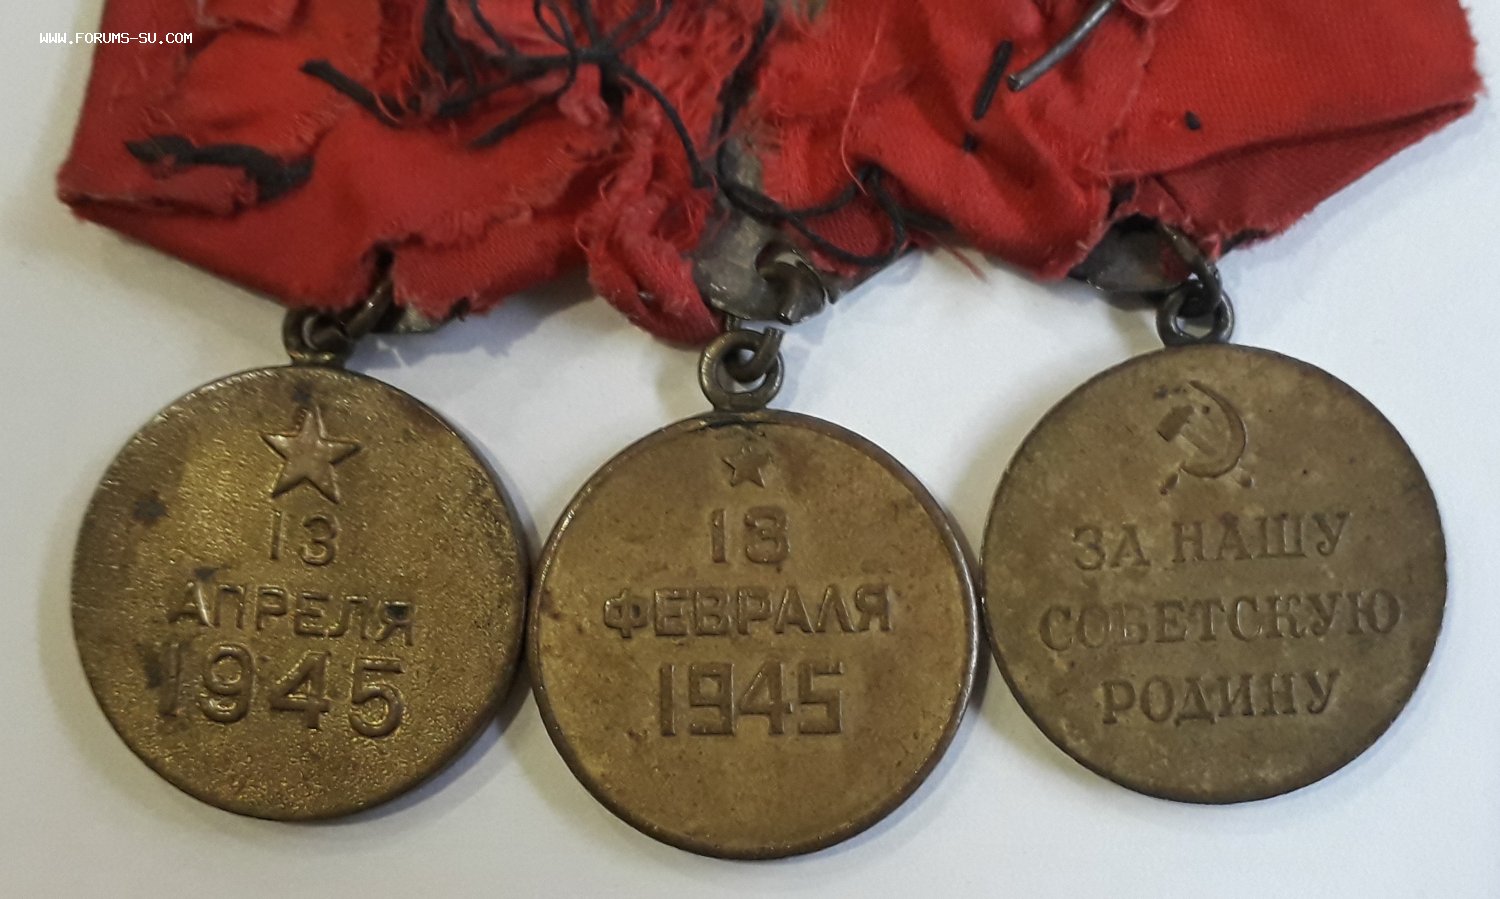 WWW.FORUMS-SU.COM
13
АПРЕЛЯ
1945
13
ФЕВРАЛЯ
1945
ЗА НАШУ
СОВЕТСКУЮ
РОДИНУ